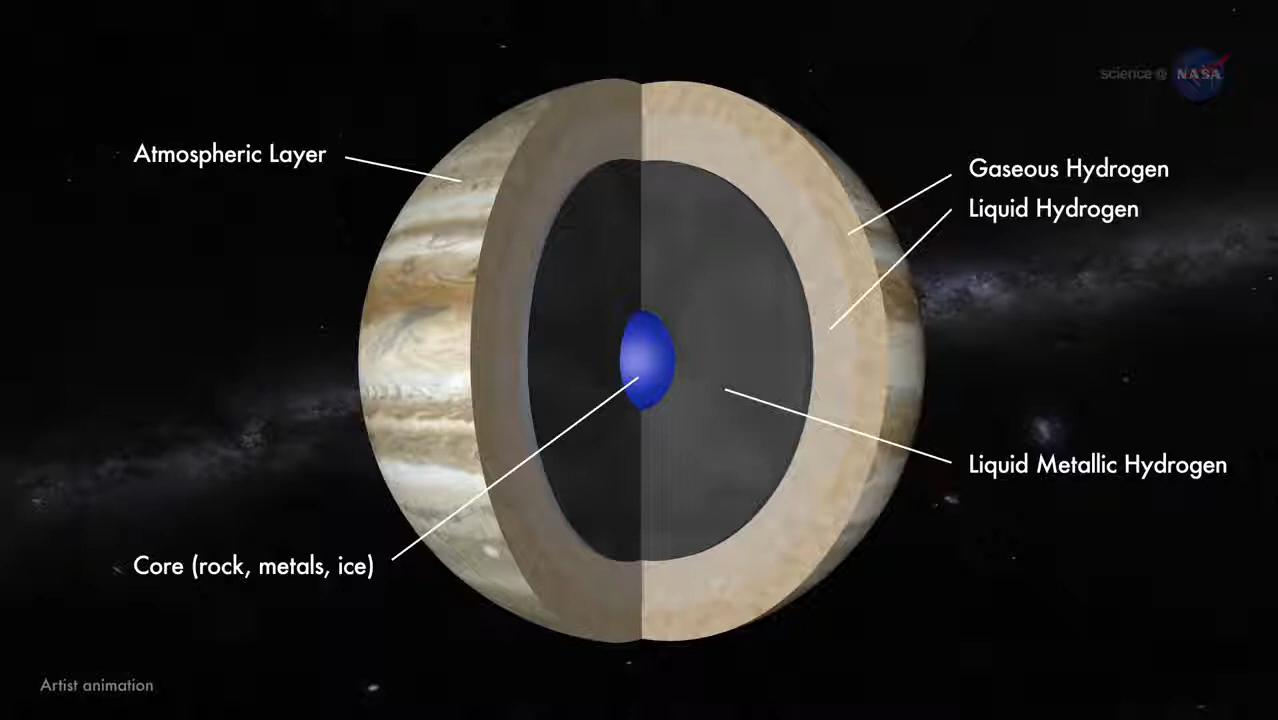 science@ NASA
Atmospheric Layer
Gaseous Hydrogen
Liquid Hydrogen
Liquid Metallic Hydrogen
Core (rock, metals, ice)
Artist animation